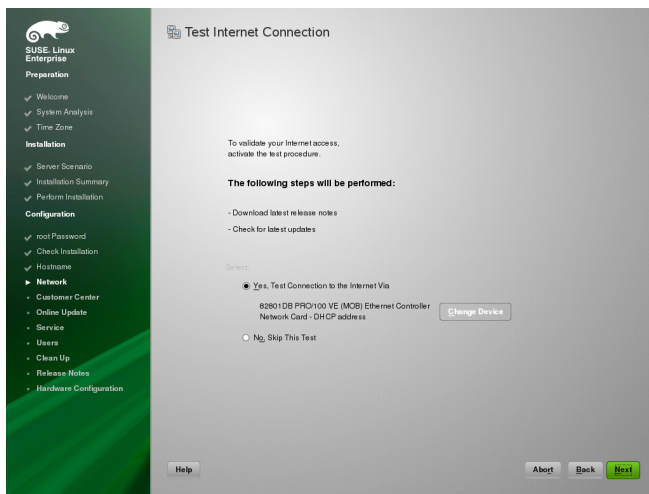 SUSE. Linux
Enterprise
Preparation
Welcome
System Analysis
Time Zone
Installation
Server Scenario
Installation Summary
Perform Installation
Configuration
root Password
Check Installation
Hostname
Network
Customer Center
Online Update
Service
Users
Clean Up
Release Notes
Hardware Configuration
Test Internet Connection
To validate your Internet access,
activate the test procedure.
The following steps will be performed:
- Download latest release notes
- Check for latest updates
Select:
Yes, Test Connection to the Internet Via
82801DB PRO/100 VE (MOB) Ethernet Controller
Network Card - DHCP address
Change Device
No, Skip This Test
Help
Abort
Back
Next